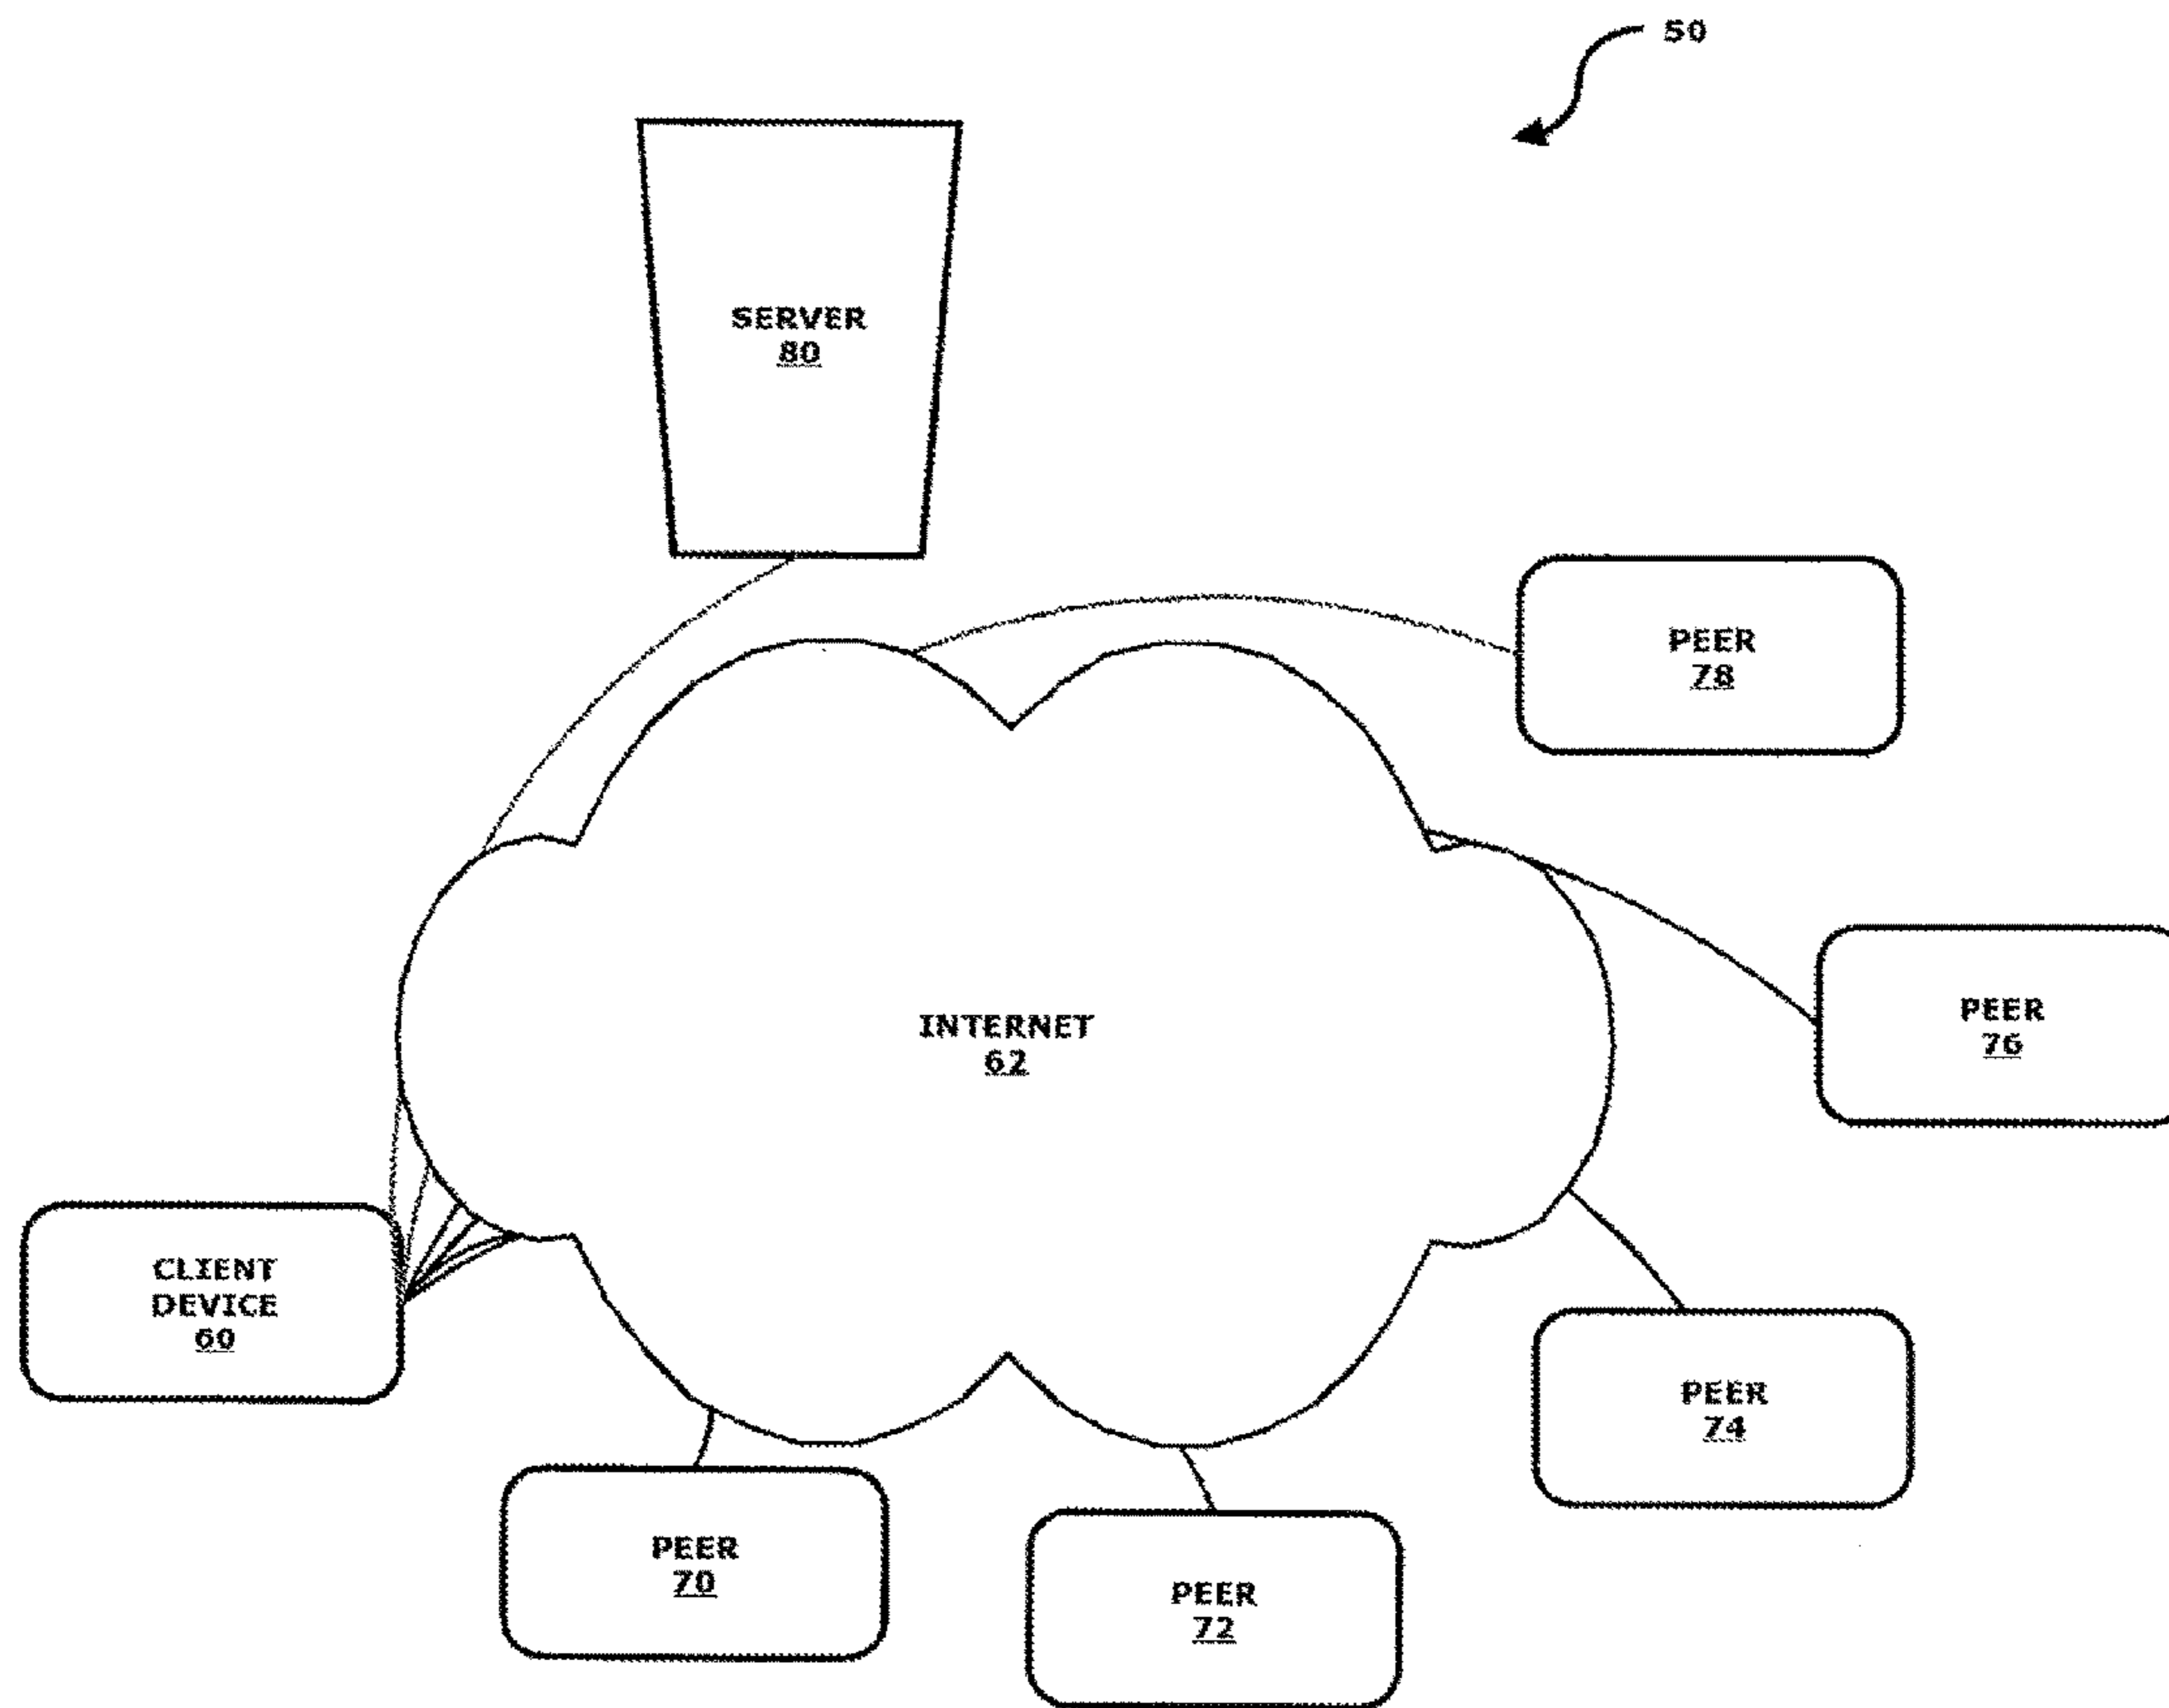 50
SERVER
80
PEER
78
INTERNET
62
PEER
76
CLIENT
DEVICE
60
PEER
74
PEER
70
PEER
72